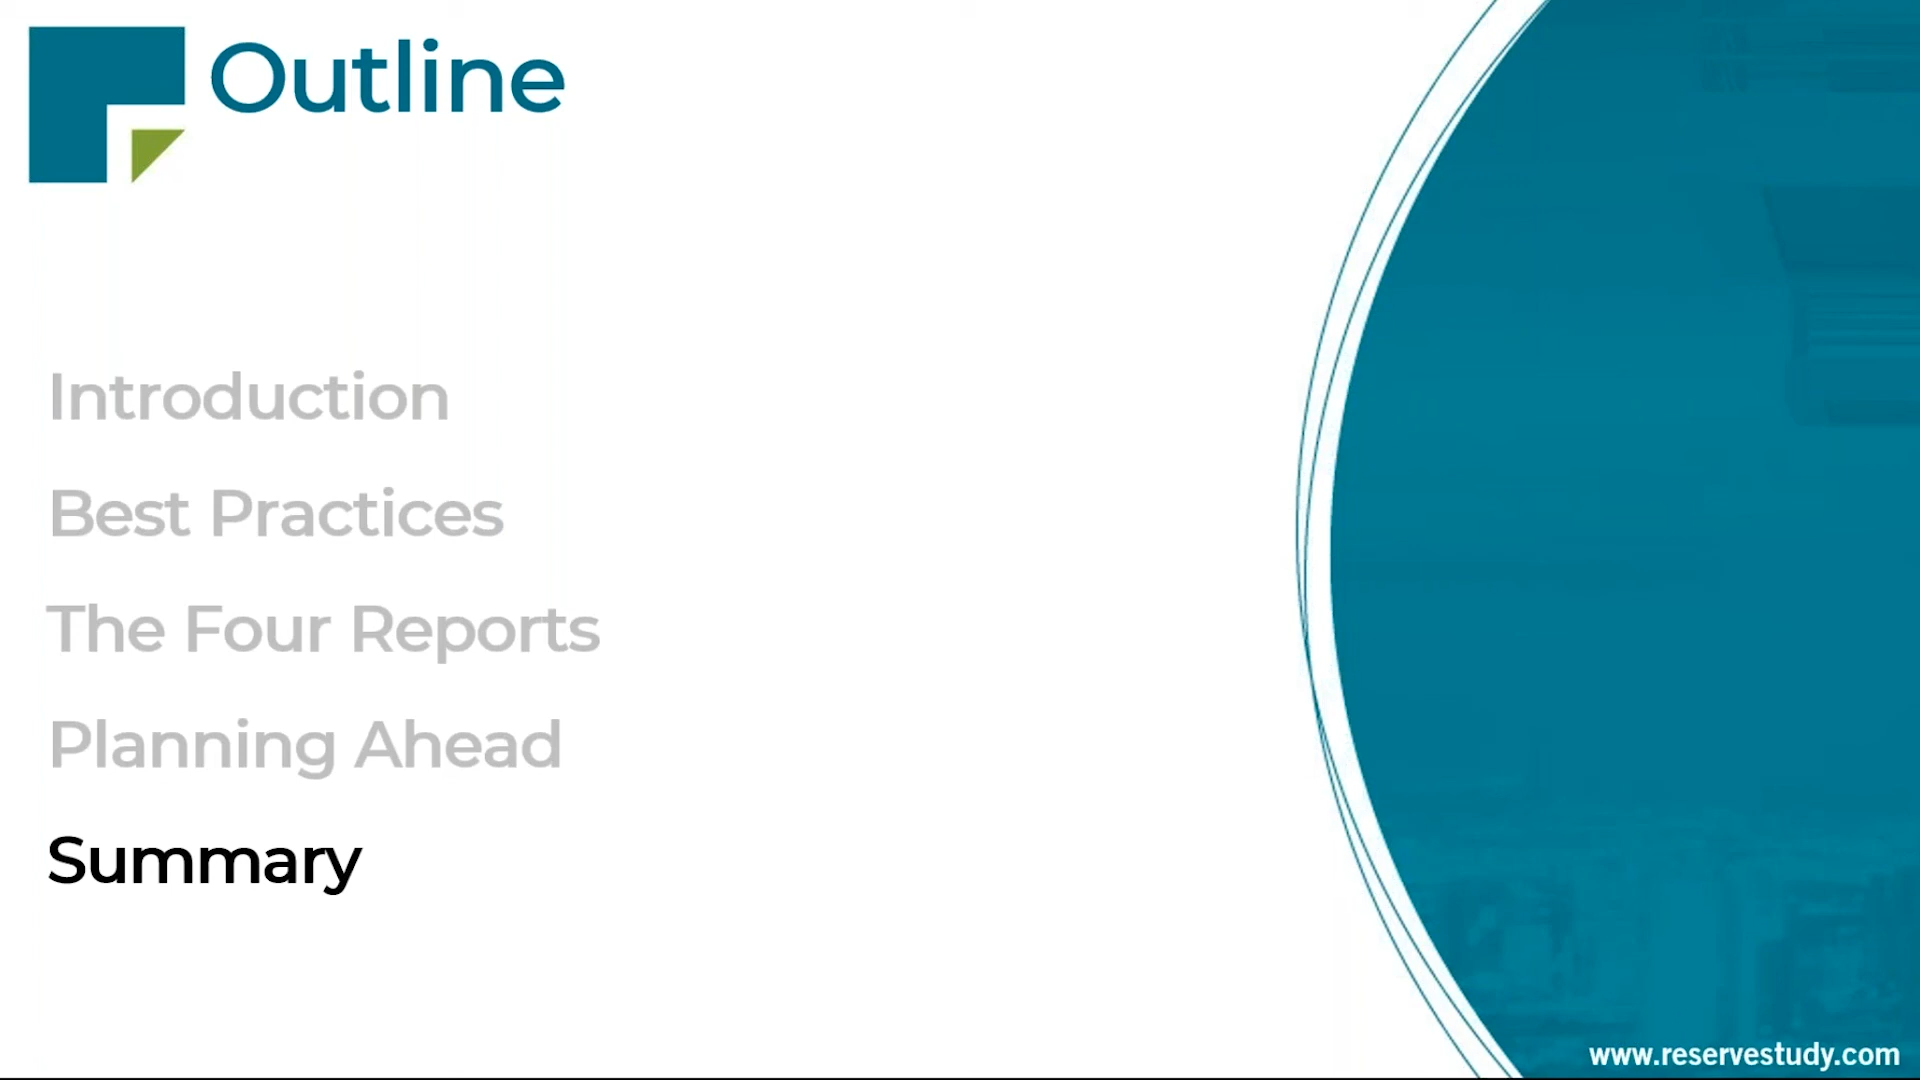 Outline
Introduction
Best Practices
The Four Reports
Planning Ahead
Summary
www.reservestudy.com